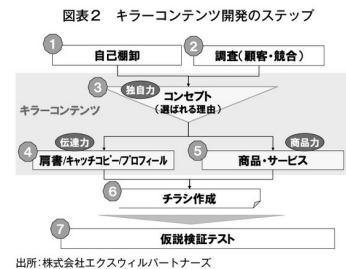 図表2 キラーコンテンツ開発のステップ
1 自己棚卸
2 調査(顧客・競合)
3 独自力
コンセプト
(選ばれる理由)
キラーコンテンツ
伝達力
4 肩書/キャッチコピー/プロフィール
商品力
5 商品・サービス
6 チラシ作成
7 仮説検証テスト
出所:株式会社エクスウィルパートナーズ